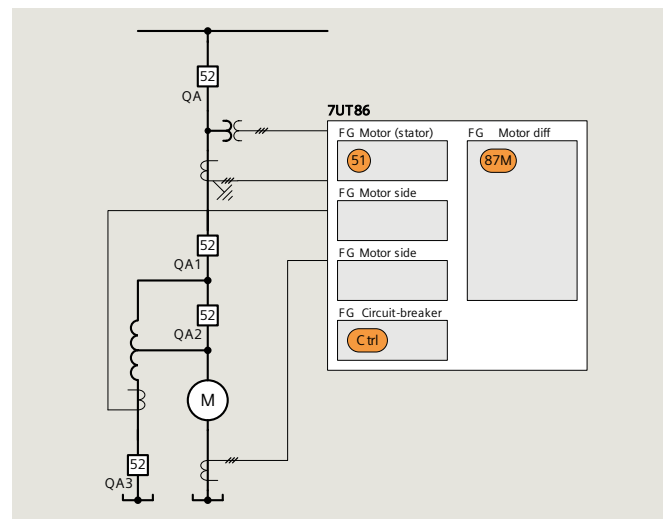 52
QA
7UT86
FG Motor (stator)
FG Motor diff
51
87M
FG Motor side
52
QA1
FG Motor side
52
QA2
FG Circuit-breaker
Ctrl
M
52
QA3